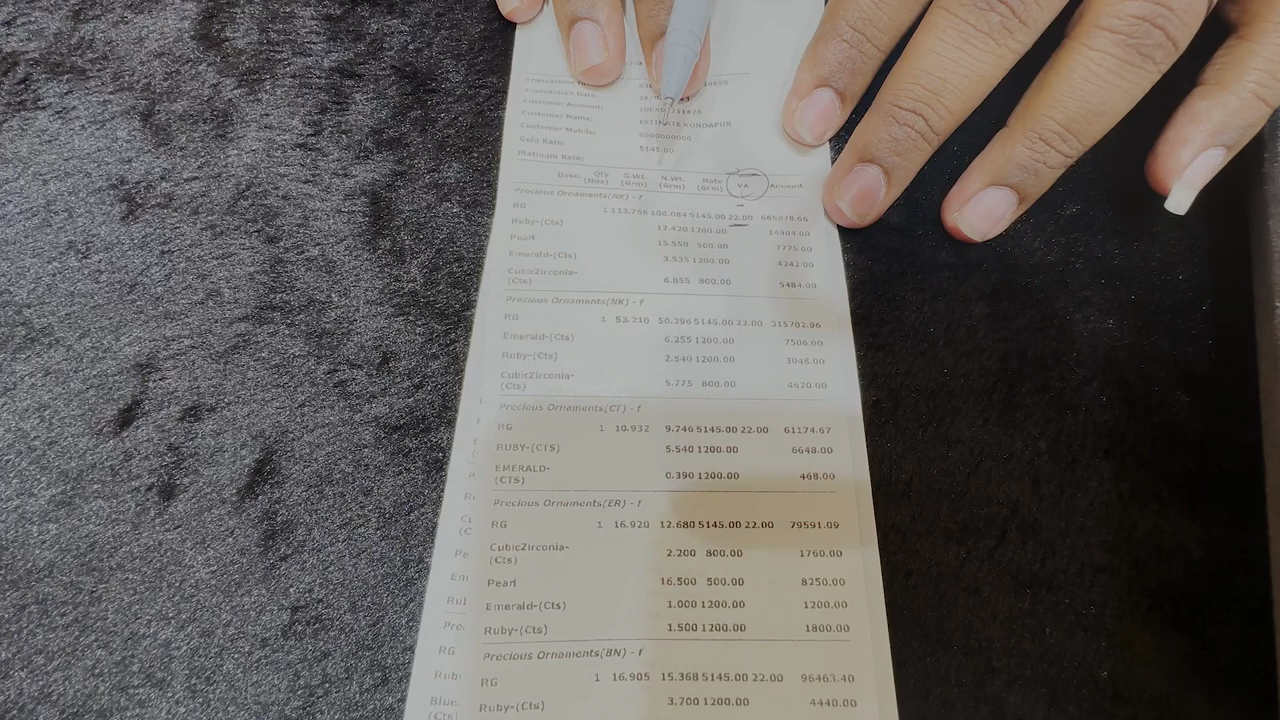 Transaction
Transaction Date:
Customer Account:
Customer Name: ESTIMATE KONDAPUR
Customer Mobile: 6500000000
Gold Rate: 5145.00
Platinum Rate:
Desc. Qty (Nos) G.Wt. (Grm) N.Wt. (Grm) Rate (Grm) VA Amount
Precious Ornaments(NK) - f
RG 1 113.756 106.084 5145.00 22.00 665878.66
Ruby-(Cts) 12.420 1200.00 14904.00
Pearl 15.550 500.00 7775.00
Emerald-(Cts) 3.535 1200.00 4242.00
CubicZirconia-
(Cts) 6.855 800.00 5484.00
Precious Ornaments(NK) - f
RG 1 53.210 50.296 5145.00 22.00 315702.96
Emerald-(Cts) 6.255 1200.00 7506.00
Ruby-(Cts) 2.540 1200.00 3048.00
CubicZirconia-
(Cts) 5.775 800.00 4620.00
Precious Ornaments(CT) - f
RG 1 10.932 9.746 5145.00 22.00 61174.67
RUBY-(CTS) 5.540 1200.00 6648.00
EMERALD-
(CTS) 0.390 1200.00 468.00
Precious Ornaments(ER) - f
RG 1 16.920 12.680 5145.00 22.00 79591.09
CubicZirconia-
(Cts) 2.200 800.00 1760.00
Pearl 16.500 500.00 8250.00
Emerald-(Cts) 1.000 1200.00 1200.00
Ruby-(Cts) 1.500 1200.00 1800.00
Precious Ornaments(BN) - f
RG 1 16.905 15.368 5145.00 22.00 96463.40
Ruby-(Cts) 3.700 1200.00 4440.00